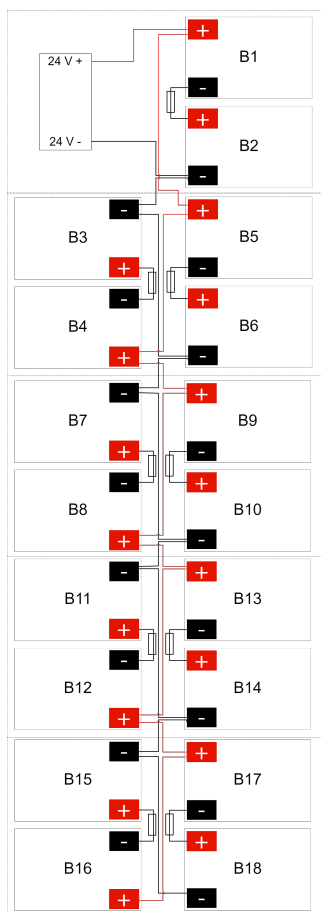 +
24 V +
B1
-
+
24 V -
B2
-
-
+
B3
B5
+
-
-
+
B4
B6
+
-
-
+
B7
B9
+
-
-
+
B8
B10
+
-
-
+
B11
B13
+
-
-
+
B12
B14
+
-
-
+
B15
B17
+
-
-
+
B16
B18
+
-